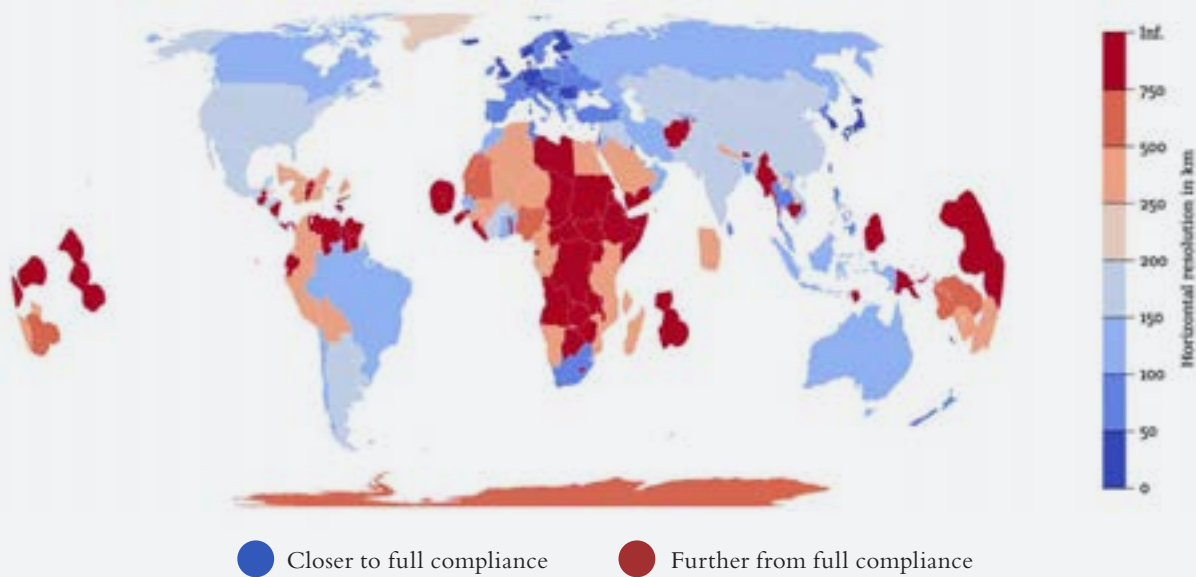 Inf.
750
500
250
200
150
100
50
0
Horizontal resolution in km
Closer to full compliance
Further from full compliance